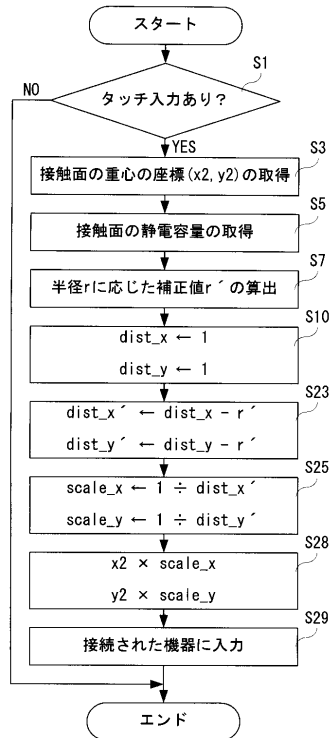 スタート
S1
NO
タッチ入力あり？
YES
S3
接触面の重心の座標(x2,y2)の取得
S5
接触面の静電容量の取得
S7
半径rに応じた補正値r´の算出
S10
dist_x ← 1
dist_y ← 1
S23
dist_x´ ← dist_x - r´
dist_y´ ← dist_y - r´
S25
scale_x ← 1 ÷ dist_x´
scale_y ← 1 ÷ dist_y´
S28
x2 × scale_x
y2 × scale_y
S29
接続された機器に入力
エンド